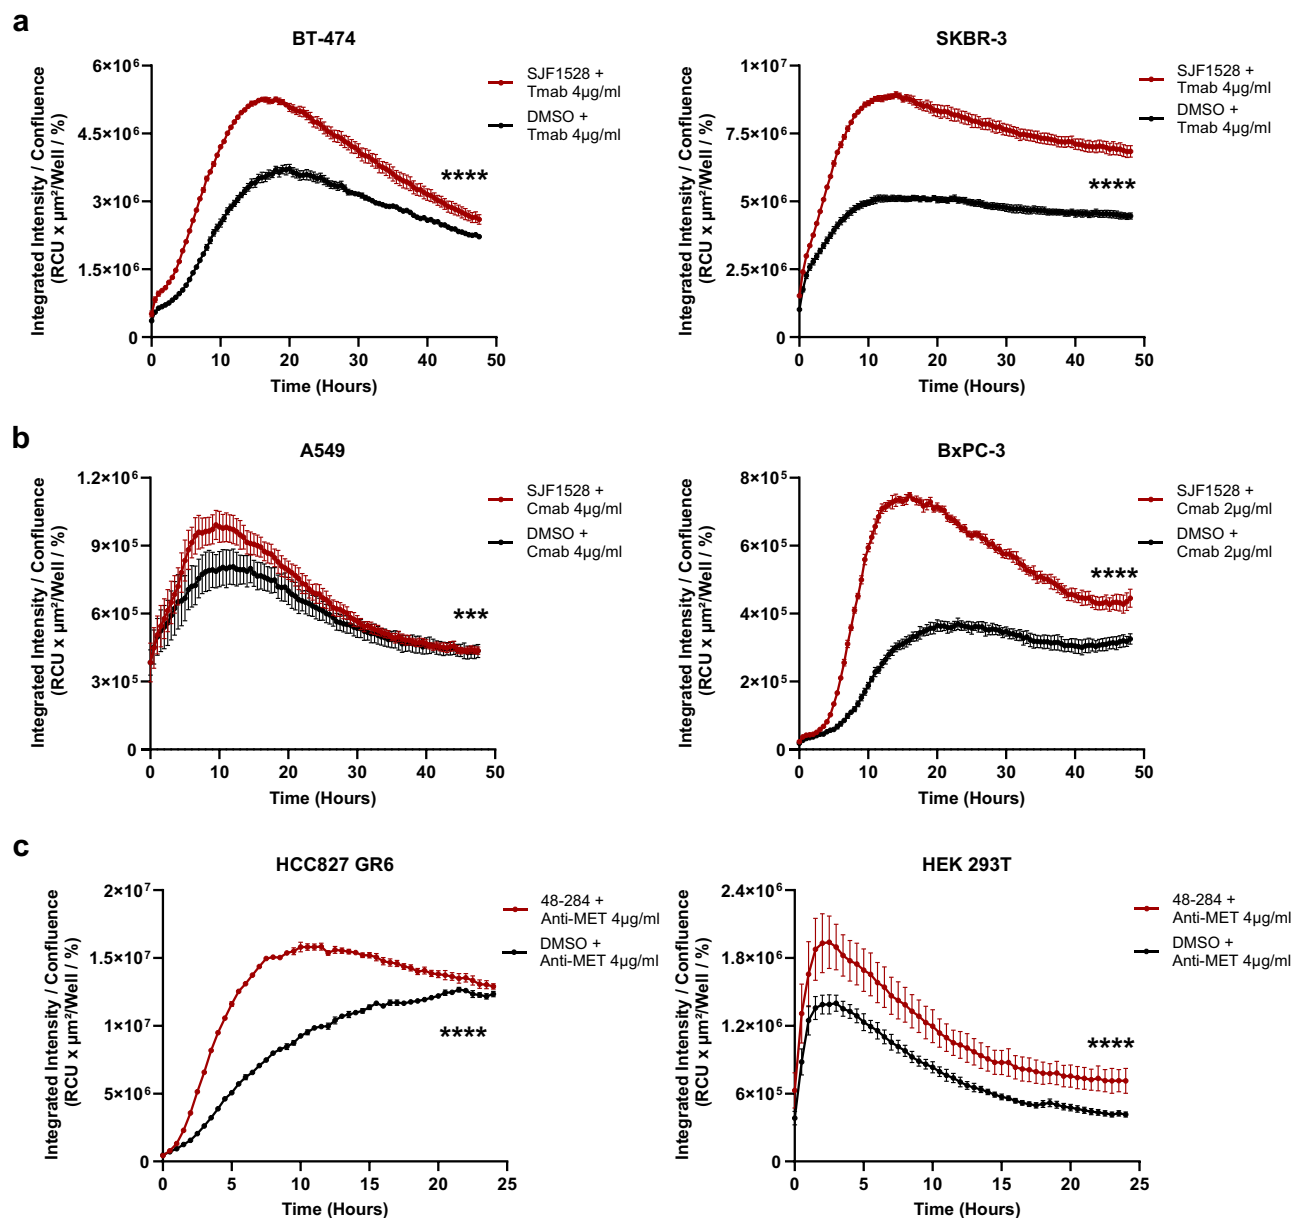 a
BT-474
Integrated Intensity / Confluence
(RCU x µm²/Well / %)
6×10⁶
4.5×10⁶
3×10⁶
1.5×10⁶
0
0 10 20 30 40 50
Time (Hours)
SJF1528 +
Tmab 4µg/ml
DMSO +
Tmab 4µg/ml
****
SKBR-3
Integrated Intensity / Confluence
(RCU x µm²/Well / %)
1×10⁷
7.5×10⁶
5×10⁶
2.5×10⁶
0
0 10 20 30 40 50
Time (Hours)
SJF1528 +
Tmab 4µg/ml
DMSO +
Tmab 4µg/ml
****
b
A549
Integrated Intensity / Confluence
(RCU x µm²/Well / %)
1.2×10⁶
9×10⁵
6×10⁵
3×10⁵
0
0 10 20 30 40 50
Time (Hours)
SJF1528 +
Cmab 4µg/ml
DMSO +
Cmab 4µg/ml
***
BxPC-3
Integrated Intensity / Confluence
(RCU x µm²/Well / %)
8×10⁵
6×10⁵
4×10⁵
2×10⁵
0
0 10 20 30 40 50
Time (Hours)
SJF1528 +
Cmab 2µg/ml
DMSO +
Cmab 2µg/ml
****
c
HCC827 GR6
Integrated Intensity / Confluence
(RCU x µm²/Well / %)
2×10⁷
1.5×10⁷
1×10⁷
5×10⁶
0
0 5 10 15 20 25
Time (Hours)
48-284 +
Anti-MET 4µg/ml
DMSO +
Anti-MET 4µg/ml
****
HEK 293T
Integrated Intensity / Confluence
(RCU x µm²/Well / %)
2.4×10⁶
1.8×10⁶
1.2×10⁶
6×10⁵
0
0 5 10 15 20 25
Time (Hours)
48-284 +
Anti-MET 4µg/ml
DMSO +
Anti-MET 4µg/ml
****